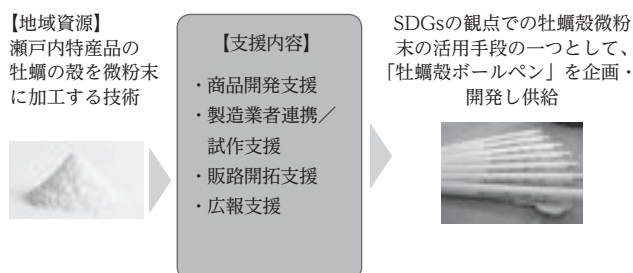 【地域資源】
瀬戸内特産品の
牡蠣の殻を微粉末
に加工する技術
【支援内容】
・商品開発支援
・製造業者連携／
試作支援
・販路開拓支援
・広報支援
SDGsの観点での牡蠣殻微粉
末の活用手段の一つとして、
「牡蠣殻ボールペン」を企画・
開発し供給